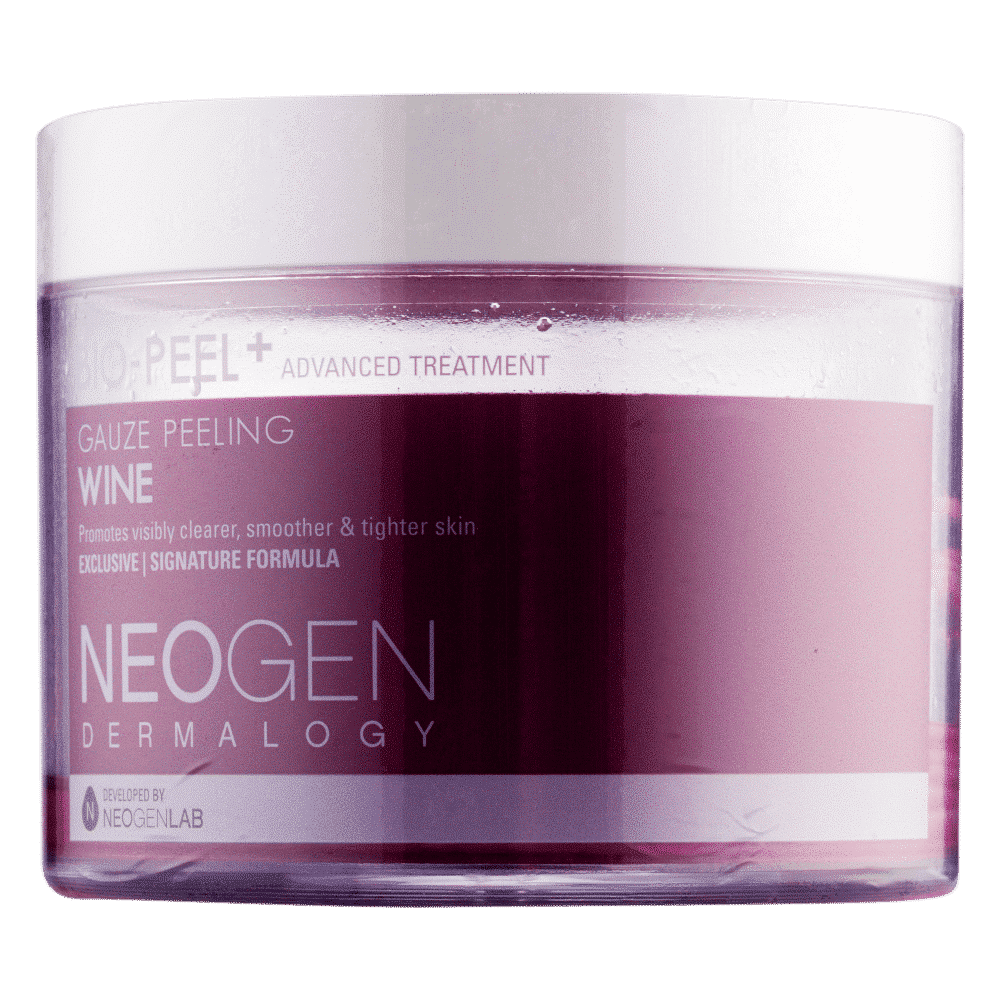 BIO-PEEL+ ADVANCED TREATMENT
GAUZE PEELING
WINE
Promotes visibly clearer, smoother & tighter skin
EXCLUSIVE | SIGNATURE FORMULA
NEOGEN
DERMALOGY
N
DEVELOPED BY
NEOGENLAB